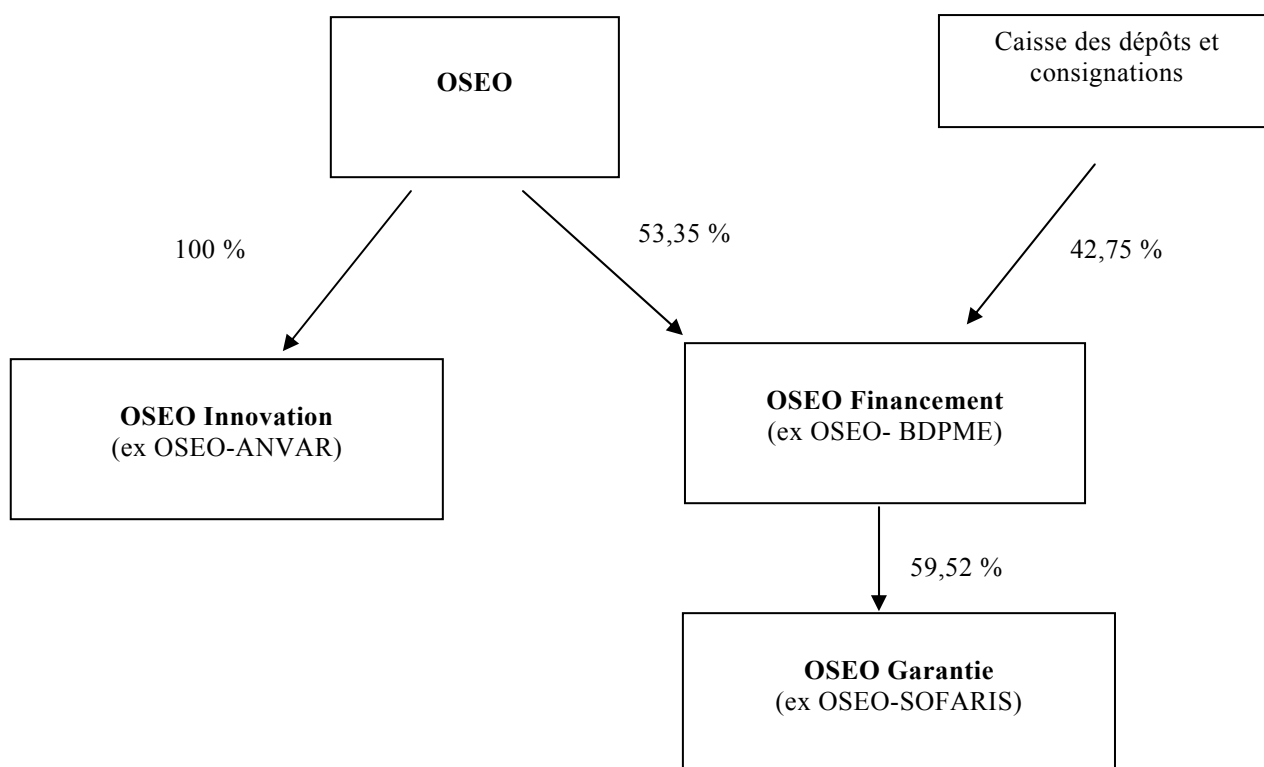 OSEO
Caisse des dépôts et
consignations
100 %
53,35 %
42,75 %
OSEO Innovation
(ex OSEO-ANVAR)
OSEO Financement
(ex OSEO- BDPME)
59,52 %
OSEO Garantie
(ex OSEO-SOFARIS)